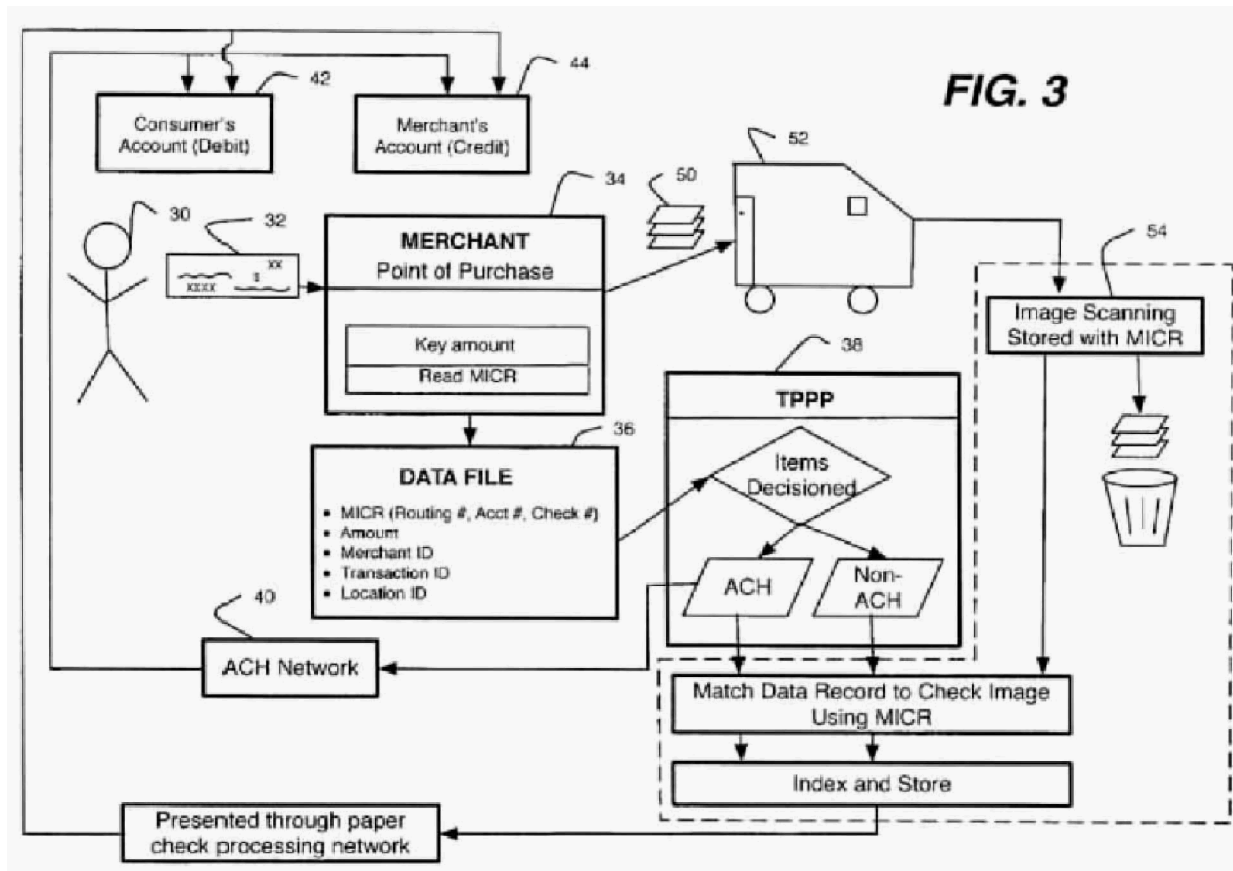 FIG. 3
42
44
Consumer's
Account (Debit)
Merchant's
Account (Credit)
30
32
xx
s
xxxx
34
MERCHANT
Point of Purchase
Key amount
Read MICR
50
52
54
Image Scanning
Stored with MICR
36
DATA FILE
• MICR (Routing #, Acct #, Check #)
• Amount
• Merchant ID
• Transaction ID
• Location ID
38
TPPP
Items
Decisioned
ACH
Non-
ACH
40
ACH Network
Match Data Record to Check Image
Using MICR
Index and Store
Presented through paper
check processing network